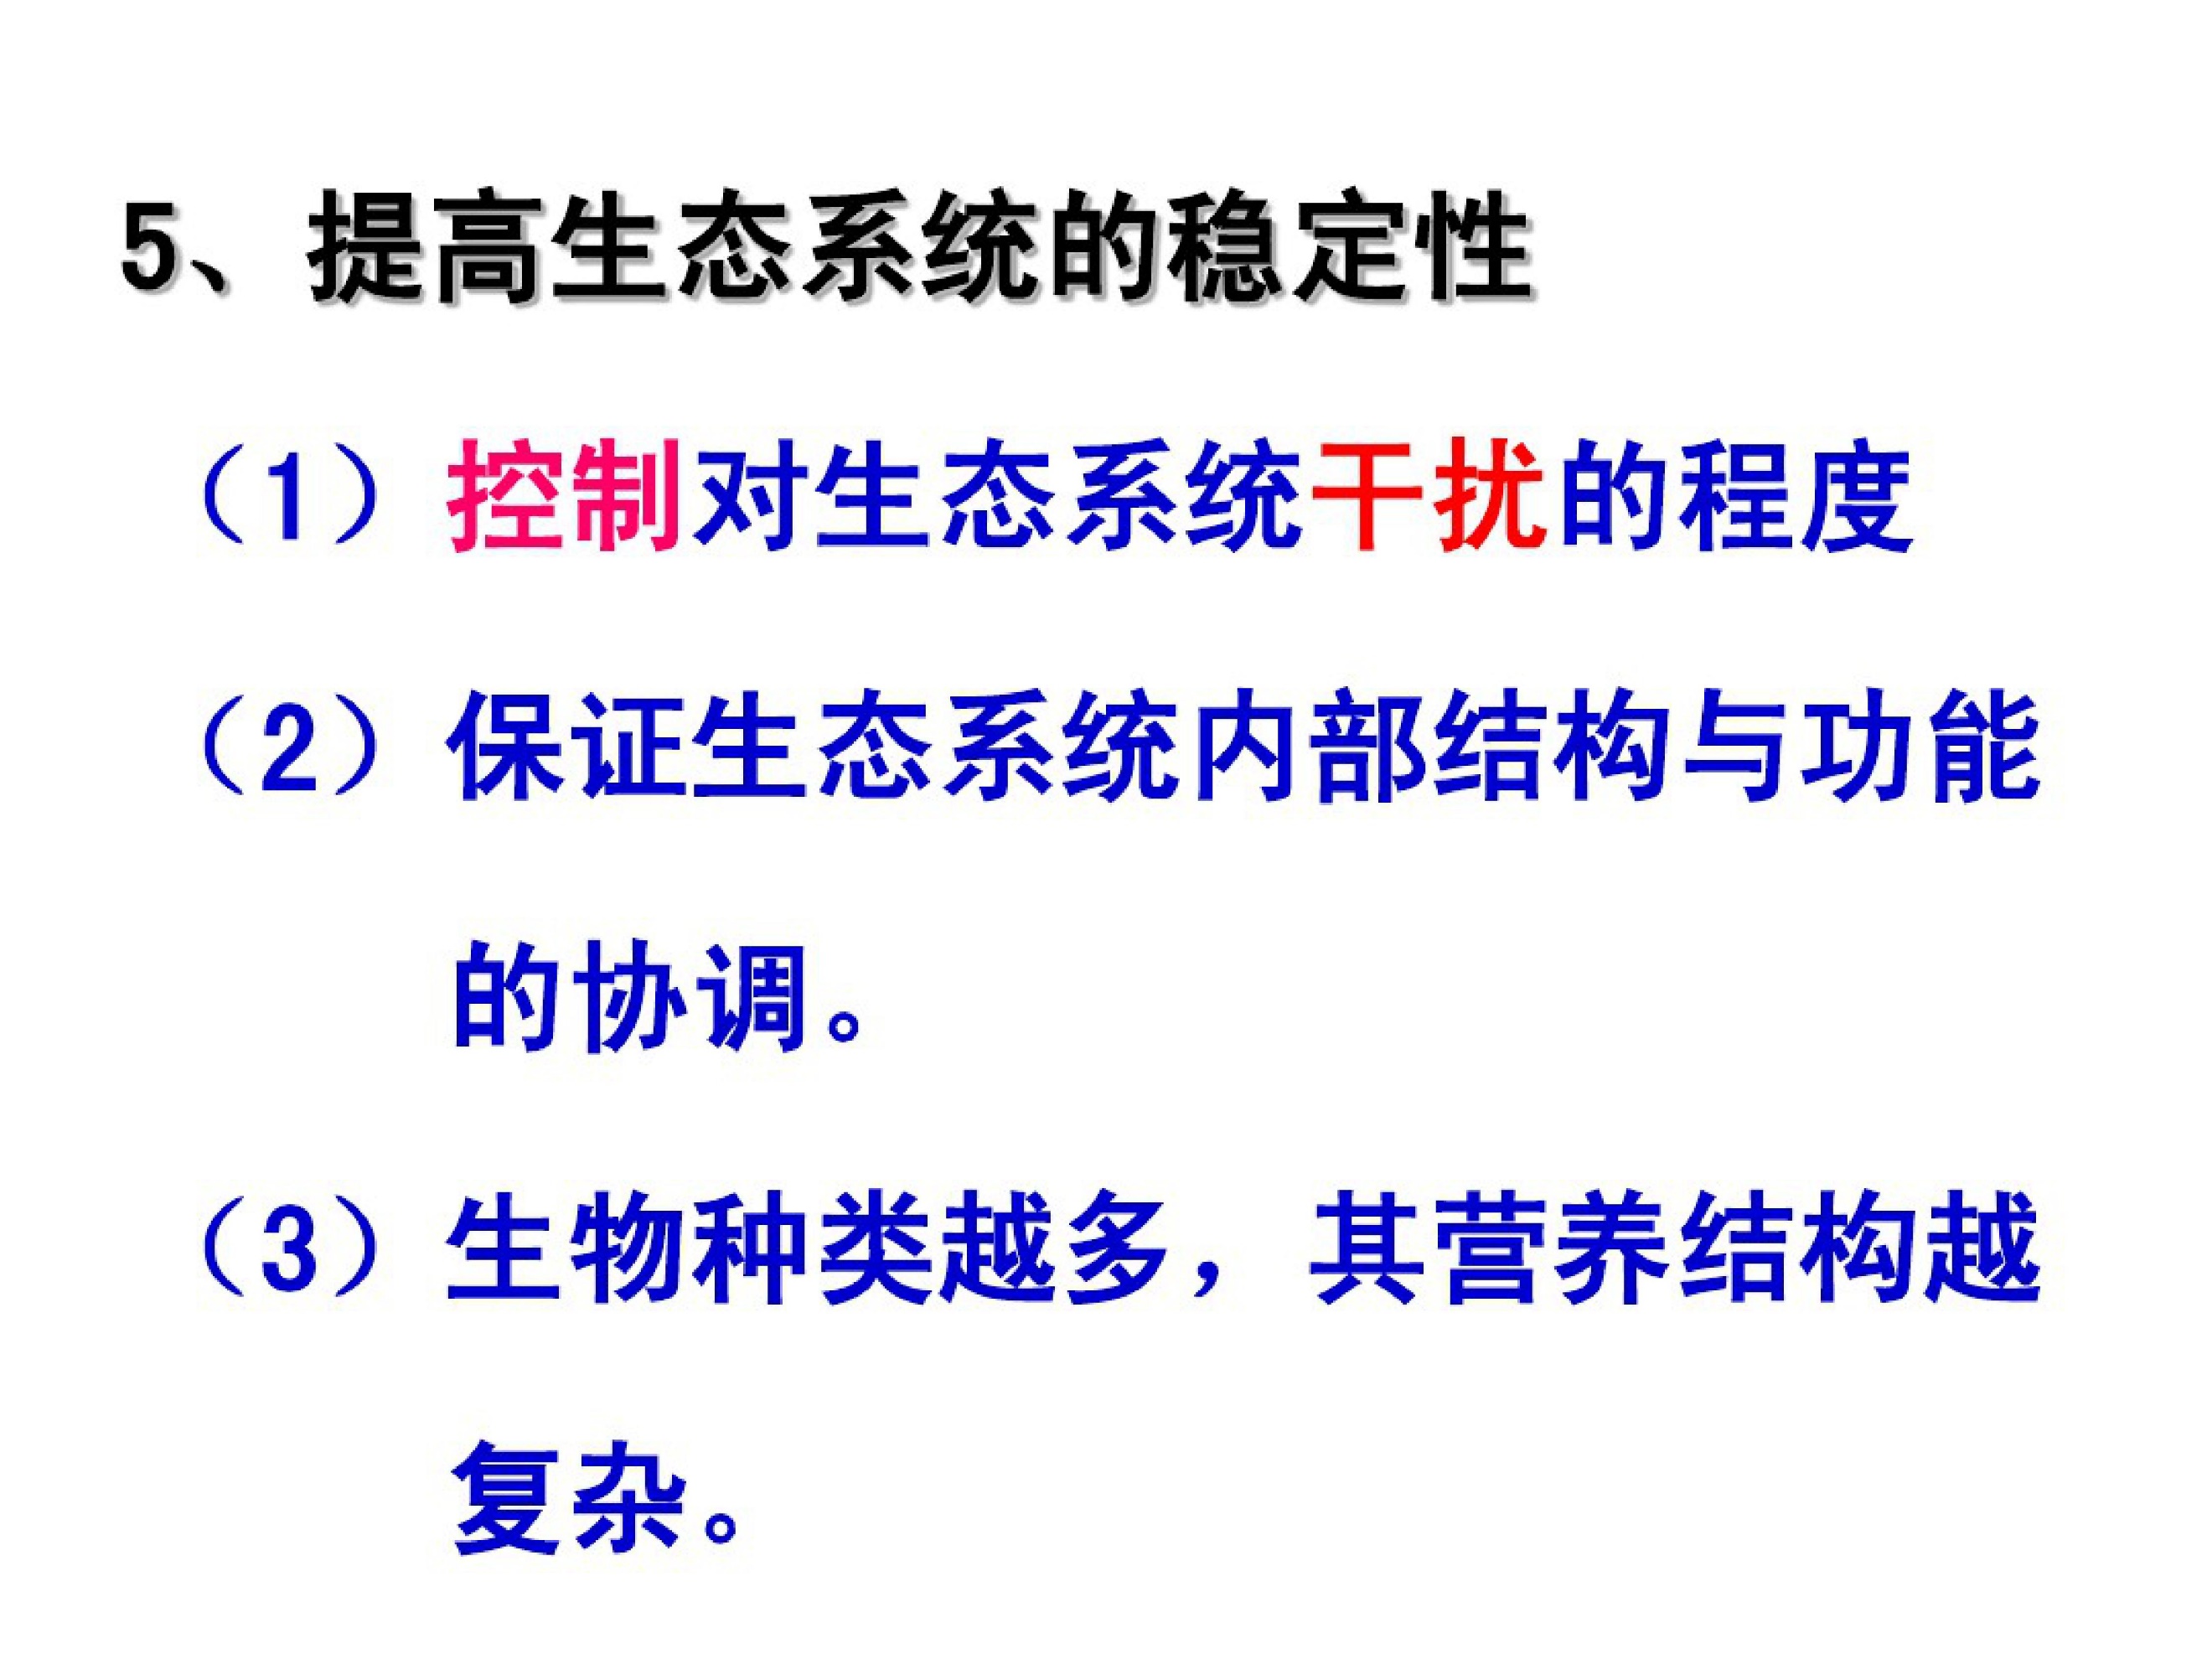 5、提高生态系统的稳定性
（1）控制对生态系统干扰的程度
（2）保证生态系统内部结构与功能
的协调。
（3）生物种类越多，其营养结构越
复杂。